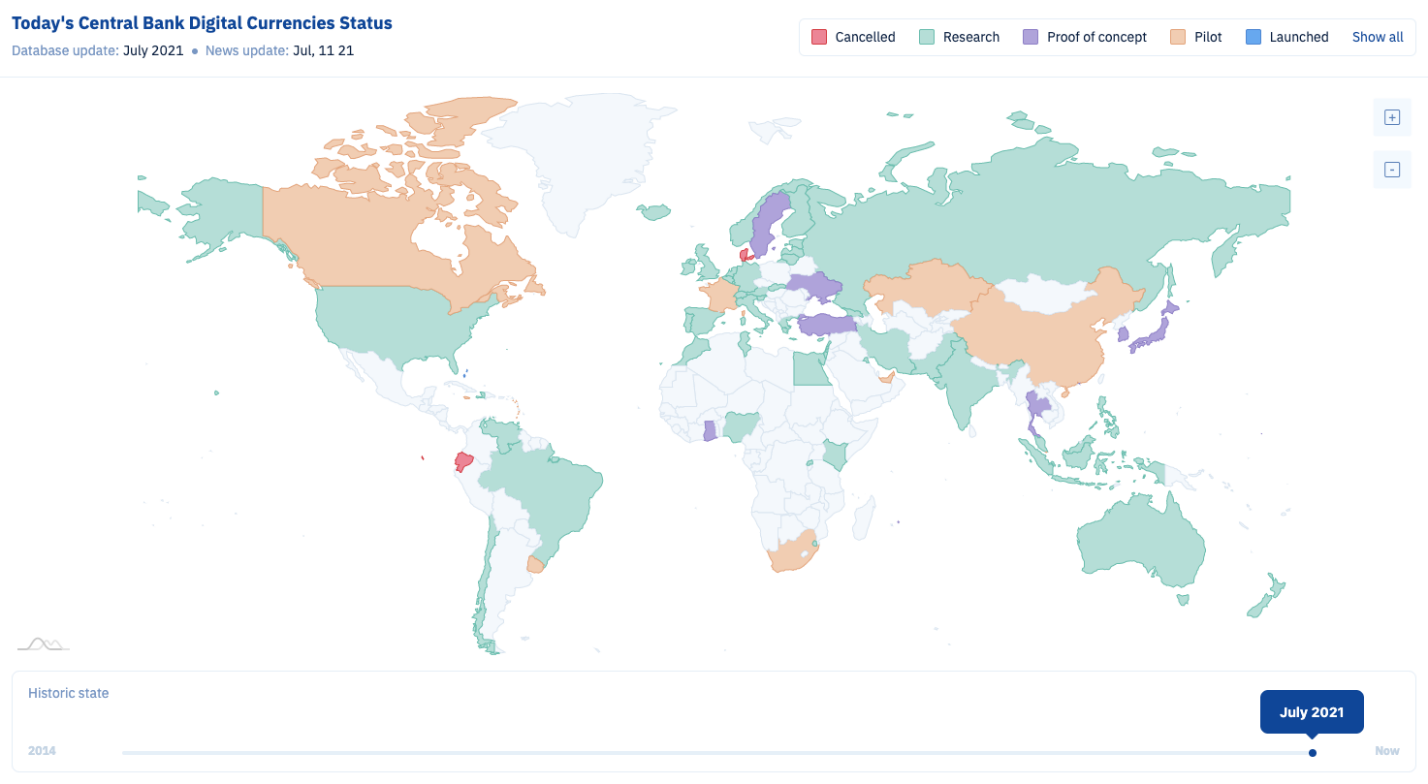 Today's Central Bank Digital Currencies Status
Database update: July 2021 • News update: Jul, 11 21
Cancelled Research Proof of concept Pilot Launched Show all
+
-
Historic state
July 2021
2014 Now